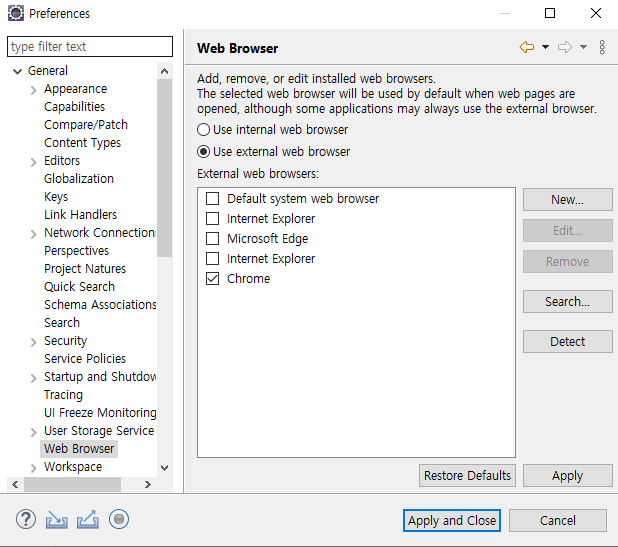 Preferences
type filter text
General
Appearance
Capabilities
Compare/Patch
Content Types
Editors
Globalization
Keys
Link Handlers
Network Connection
Perspectives
Project Natures
Quick Search
Schema Associations
Search
Security
Service Policies
Startup and Shutdow
Tracing
UI Freeze Monitoring
User Storage Service
Web Browser
Workspace
Web Browser
Add, remove, or edit installed web browsers.
The selected web browser will be used by default when web pages are
opened, although some applications may always use the external browser.
Use internal web browser
Use external web browser
External web browsers:
Default system web browser
Internet Explorer
Microsoft Edge
Internet Explorer
Chrome
New...
Edit...
Remove
Search...
Detect
Restore Defaults
Apply
Apply and Close
Cancel